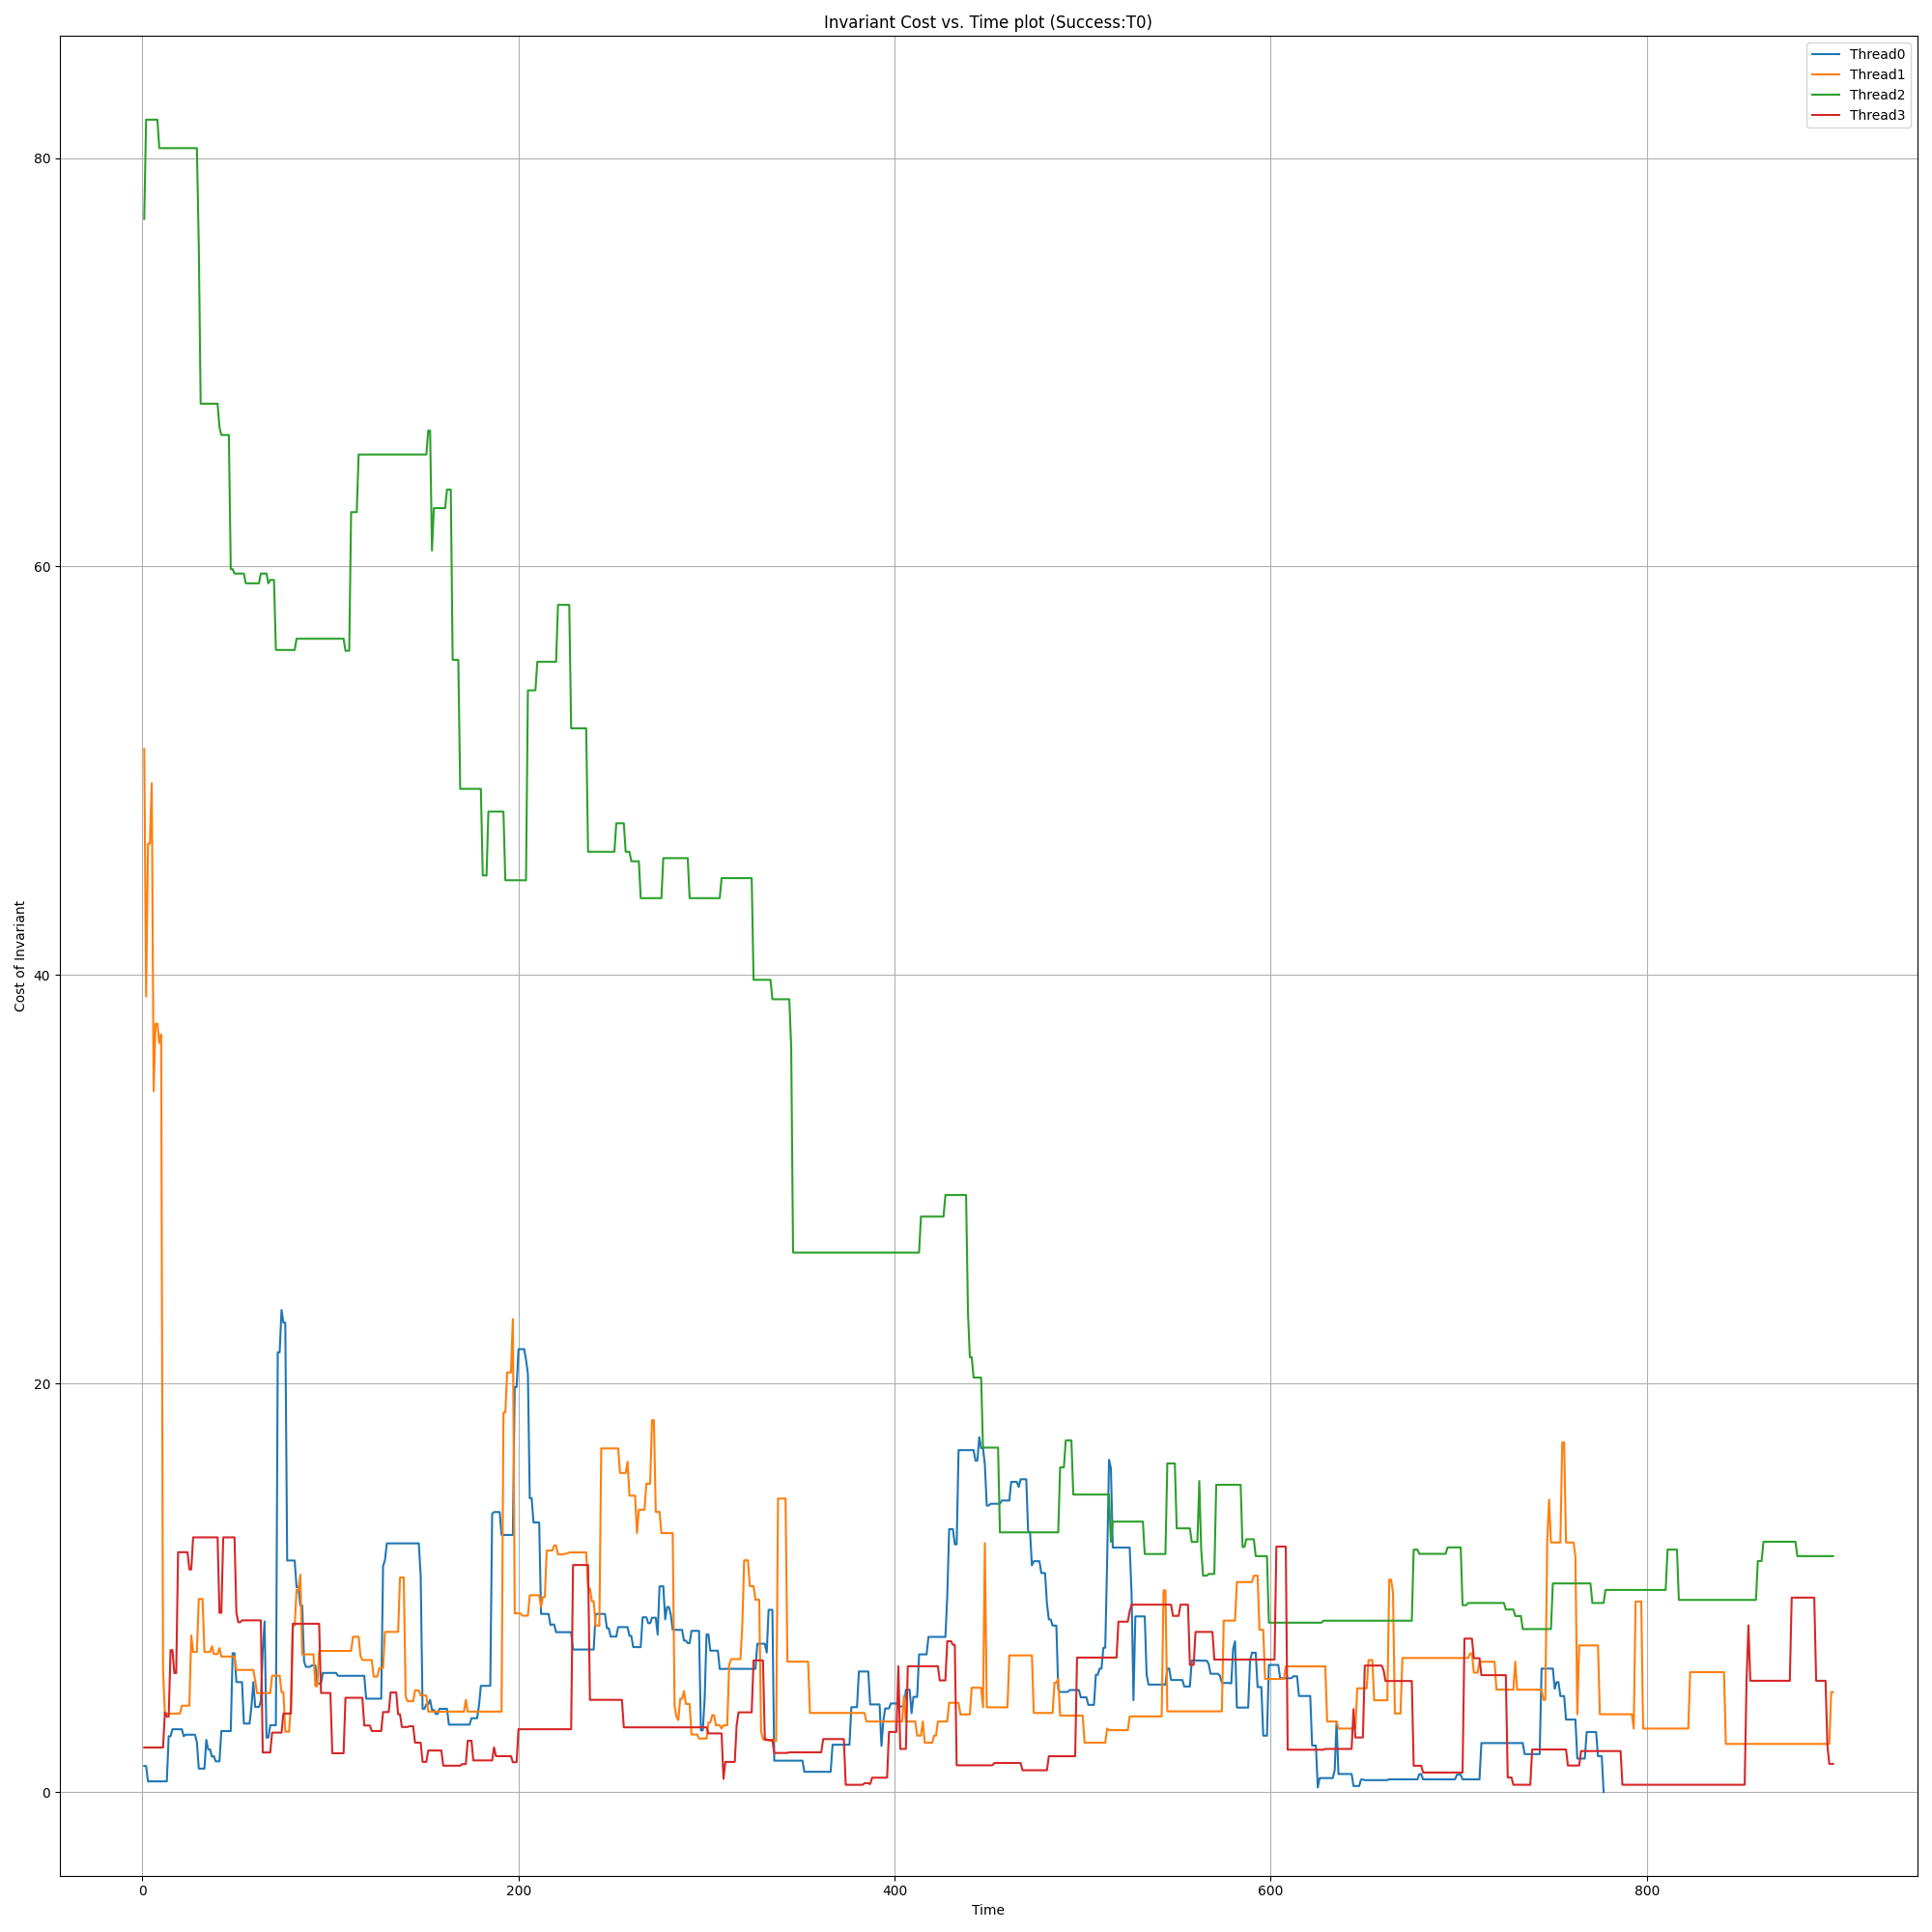 Invariant Cost vs. Time plot (Success:T0)
Thread0
Thread1
Thread2
Thread3
80
60
40
20
0
Cost of Invariant
0 200 400 600 800
Time